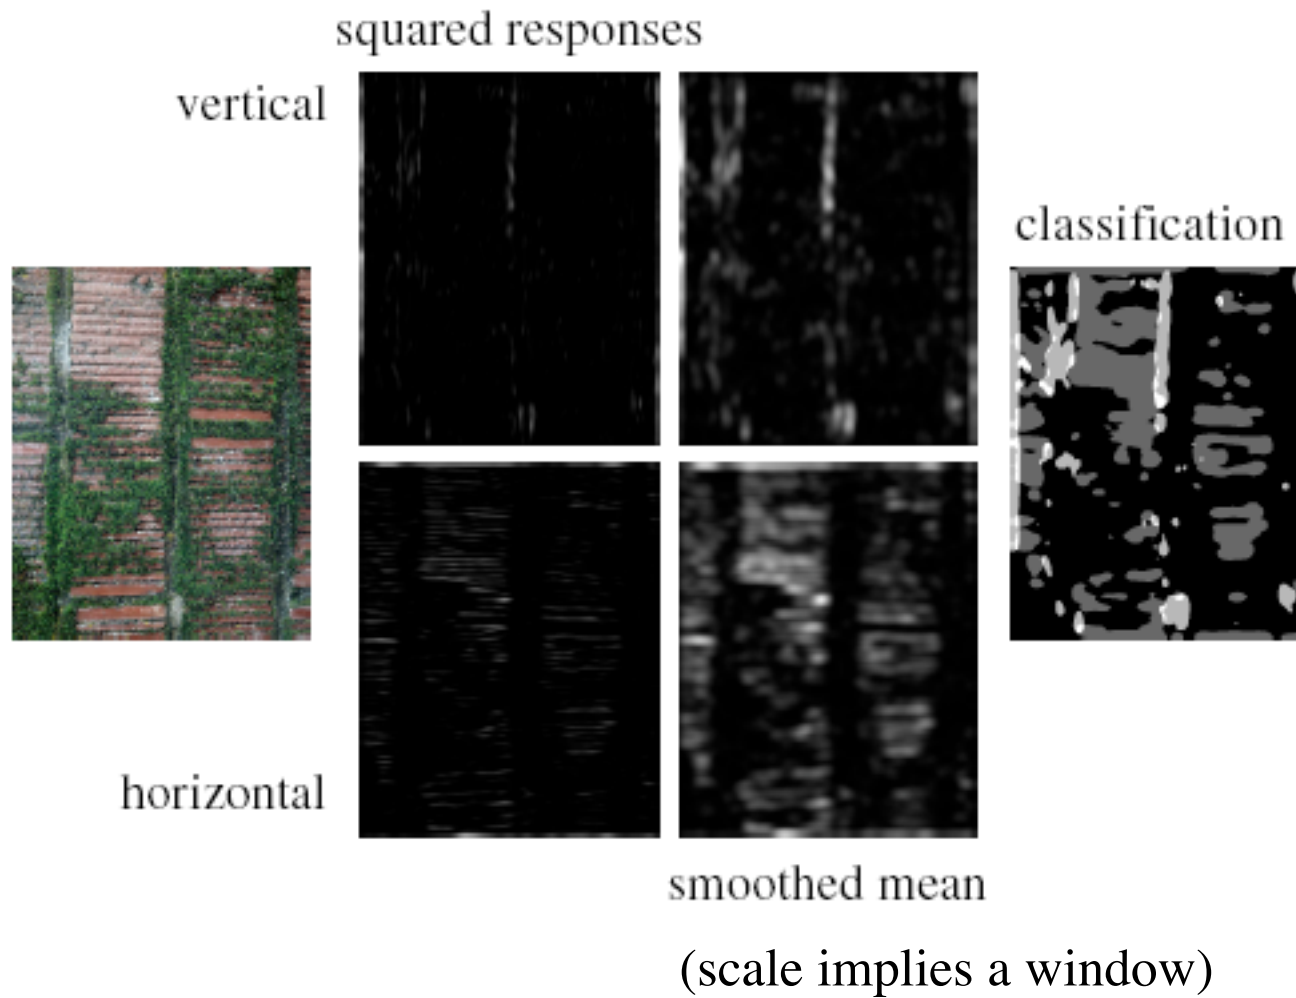 squared responses
vertical
classification
horizontal
smoothed mean
(scale implies a window)